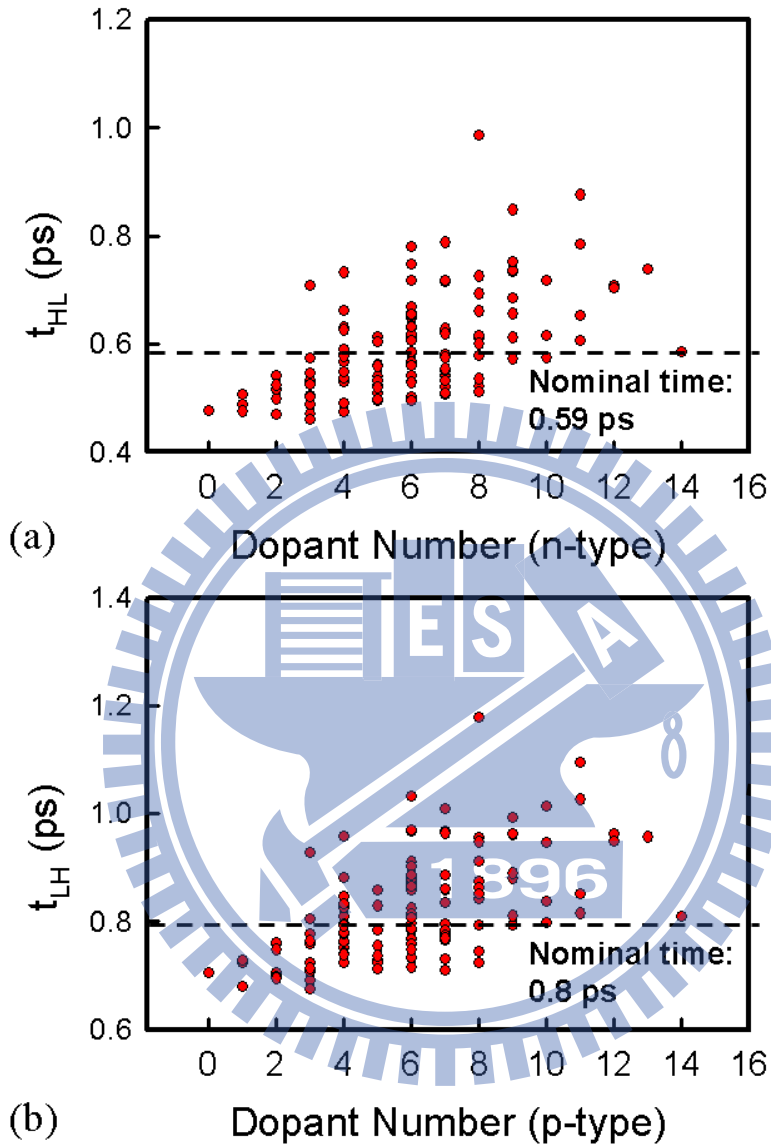 1.2
1.0
0.8
0.6
0.4
t_HL (ps)
Nominal time:
0.59 ps
0 2 4 6 8 10 12 14 16
(a)
Dopant Number (n-type)
1.4
1.2
1.0
0.8
0.6
t_LH (ps)
E S A
8
1896
Nominal time:
0.8 ps
0 2 4 6 8 10 12 14 16
(b)
Dopant Number (p-type)